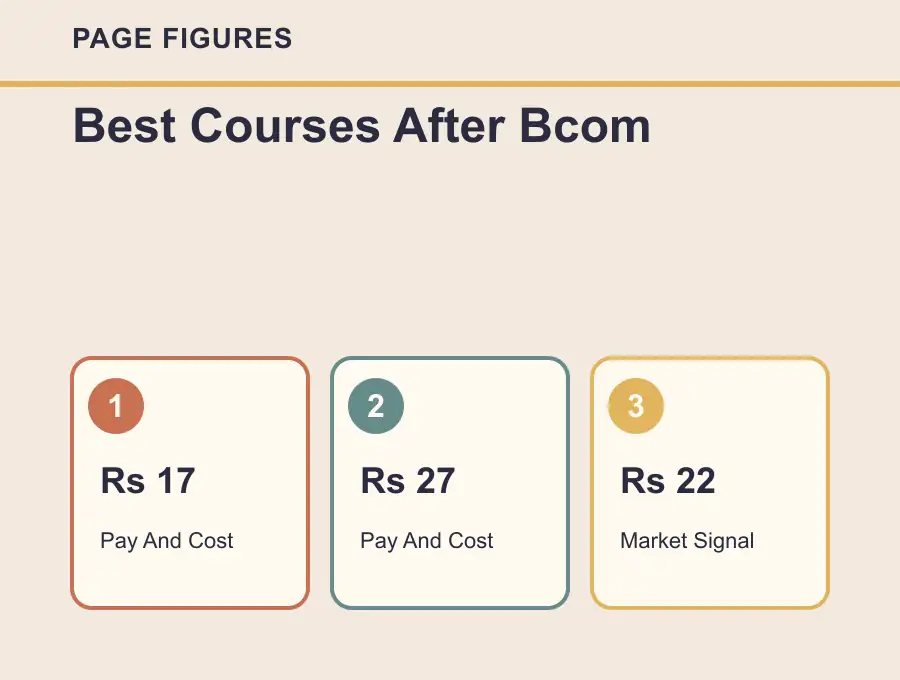 PAGE FIGURES
Best Courses After Bcom
1
Rs 17
Pay And Cost
2
Rs 27
Pay And Cost
3
Rs 22
Market Signal